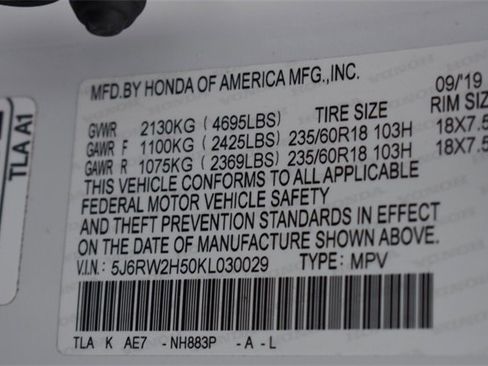 MFD.BY HONDA OF AMERICA MFG.,INC. 09/19
TIRE SIZE RIM SIZ
GVWR 2130KG (4695LBS)
GAWR F 1100KG (2425LBS) 235/60R18 103H 18X7.5
GAWR R 1075KG (2369LBS) 235/60R18 103H 18X7.5
THIS VEHICLE CONFORMS TO ALL APPLICABLE
FEDERAL MOTOR VEHICLE SAFETY
AND THEFT PREVENTION STANDARDS IN EFFECT
ON THE DATE OF MANUFACTURE SHOWN ABOVE.
V.I.N.: 5J6RW2H50KL030029 TYPE: MPV
TLA K AE7 -NH883P -A-L
TLA A1
HONDA